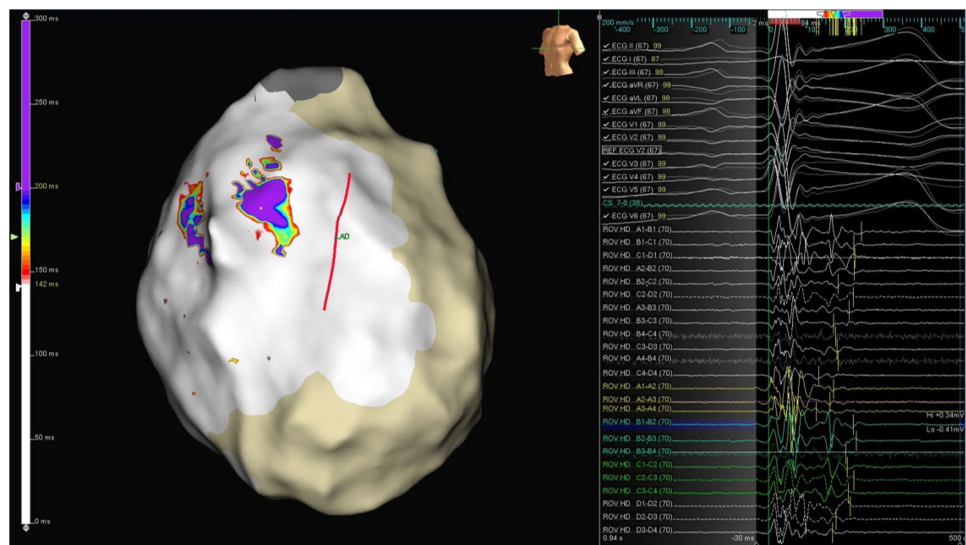 300 ms
250 ms
200 ms
150 ms
142 ms
100 ms
50 ms
0 ms
LAD
200 mm/s
-400
-300
-200
-100
300
400
ECG II (67) 99
ECG I (67) 97
ECG III (67) 98
ECG aVR (67) 99
ECG aVL (67) 98
ECG aVF (67) 98
ECG V1 (67) 99
ECG V2 (67) 99
REF ECG V2 (67)
ECG V3 (67) 99
ECG V4 (67) 99
ECG V5 (67) 99
CS_7-8 (39)
ECG V6 (67) 99
ROV.HD.. A1-B1 (70)
ROV.HD.. B1-C1 (70)
ROV.HD.. C1-D1 (70)
ROV.HD.. A2-B2 (70)
ROV.HD.. B2-C2 (70)
ROV.HD.. C2-D2 (70)
ROV.HD.. A3-B3 (70)
ROV.HD.. B3-C3 (70)
ROV.HD.. B4-C4 (70)
ROV.HD.. C3-D3 (70)
ROV.HD.. A4-B4 (70)
ROV.HD.. C4-D4 (70)
ROV.HD.. A1-A2 (70)
ROV.HD.. A2-A3 (70)
ROV.HD.. A3-A4 (70)
Hi +0.34mV
ROV.HD.. B1-B2 (70)
Lo -0.41mV
ROV.HD.. B2-B3 (70)
ROV.HD.. B3-B4 (70)
ROV.HD.. C1-C2 (70)
ROV.HD.. C2-C3 (70)
ROV.HD.. C3-C4 (70)
ROV.HD.. D1-D2 (70)
ROV.HD.. D2-D3 (70)
ROV.HD.. D3-D4 (70)
0.94 s
-30 ms
500